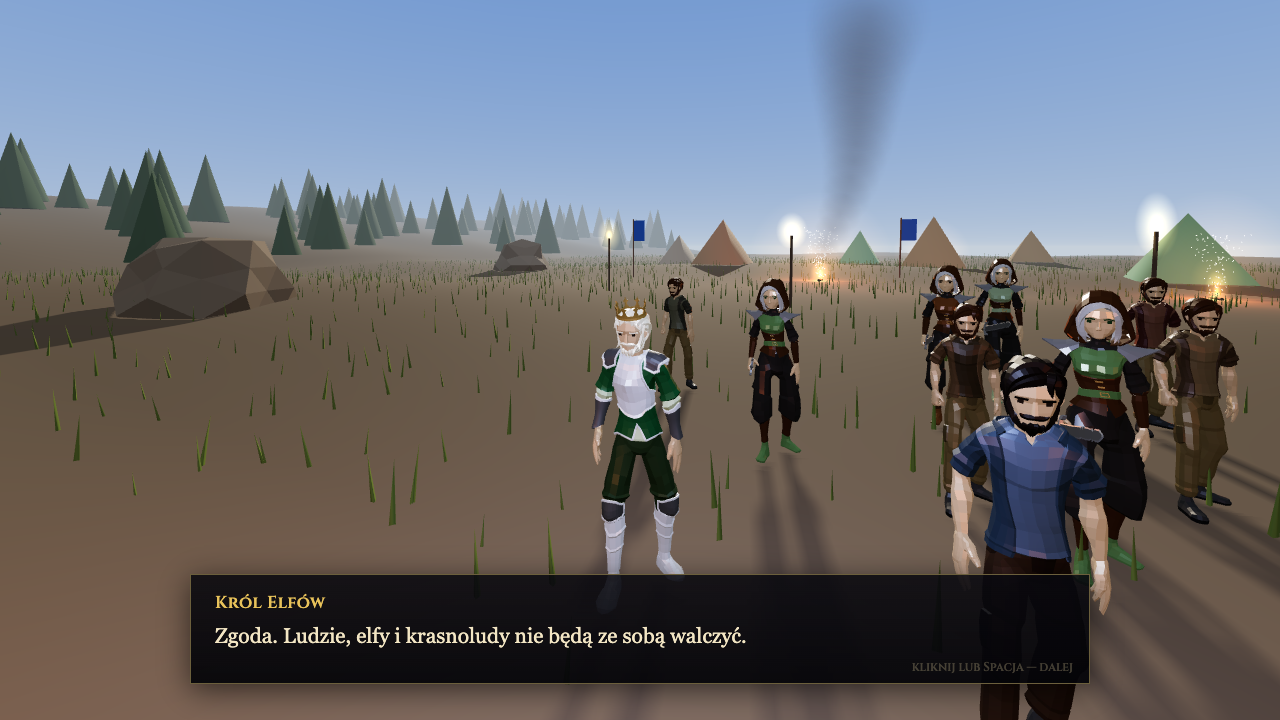 Król Elfów
Zgoda. Ludzie, elfy i krasnoludy nie będą ze sobą walczyć.
kliknij lub Spacja — dalej